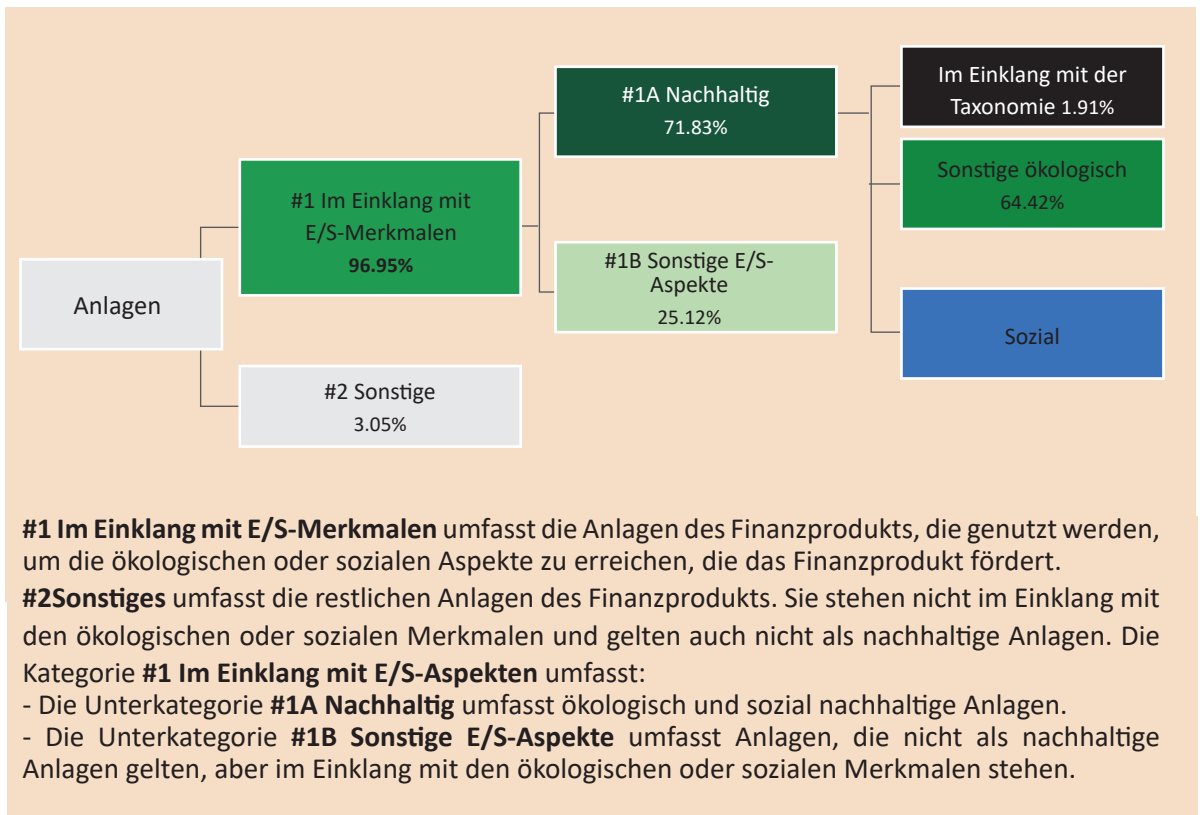 Anlagen
#1 Im Einklang mit
E/S-Merkmalen
96.95%
#2 Sonstige
3.05%
#1A Nachhaltig
71.83%
#1B Sonstige E/S-
Aspekte
25.12%
Im Einklang mit der
Taxonomie 1.91%
Sonstige ökologisch
64.42%
Sozial
#1 Im Einklang mit E/S-Merkmalen umfasst die Anlagen des Finanzprodukts, die genutzt werden,
um die ökologischen oder sozialen Aspekte zu erreichen, die das Finanzprodukt fördert.
#2Sonstiges umfasst die restlichen Anlagen des Finanzprodukts. Sie stehen nicht im Einklang mit
den ökologischen oder sozialen Merkmalen und gelten auch nicht als nachhaltige Anlagen. Die
Kategorie #1 Im Einklang mit E/S-Aspekten umfasst:
- Die Unterkategorie #1A Nachhaltig umfasst ökologisch und sozial nachhaltige Anlagen.
- Die Unterkategorie #1B Sonstige E/S-Aspekte umfasst Anlagen, die nicht als nachhaltige
Anlagen gelten, aber im Einklang mit den ökologischen oder sozialen Merkmalen stehen.